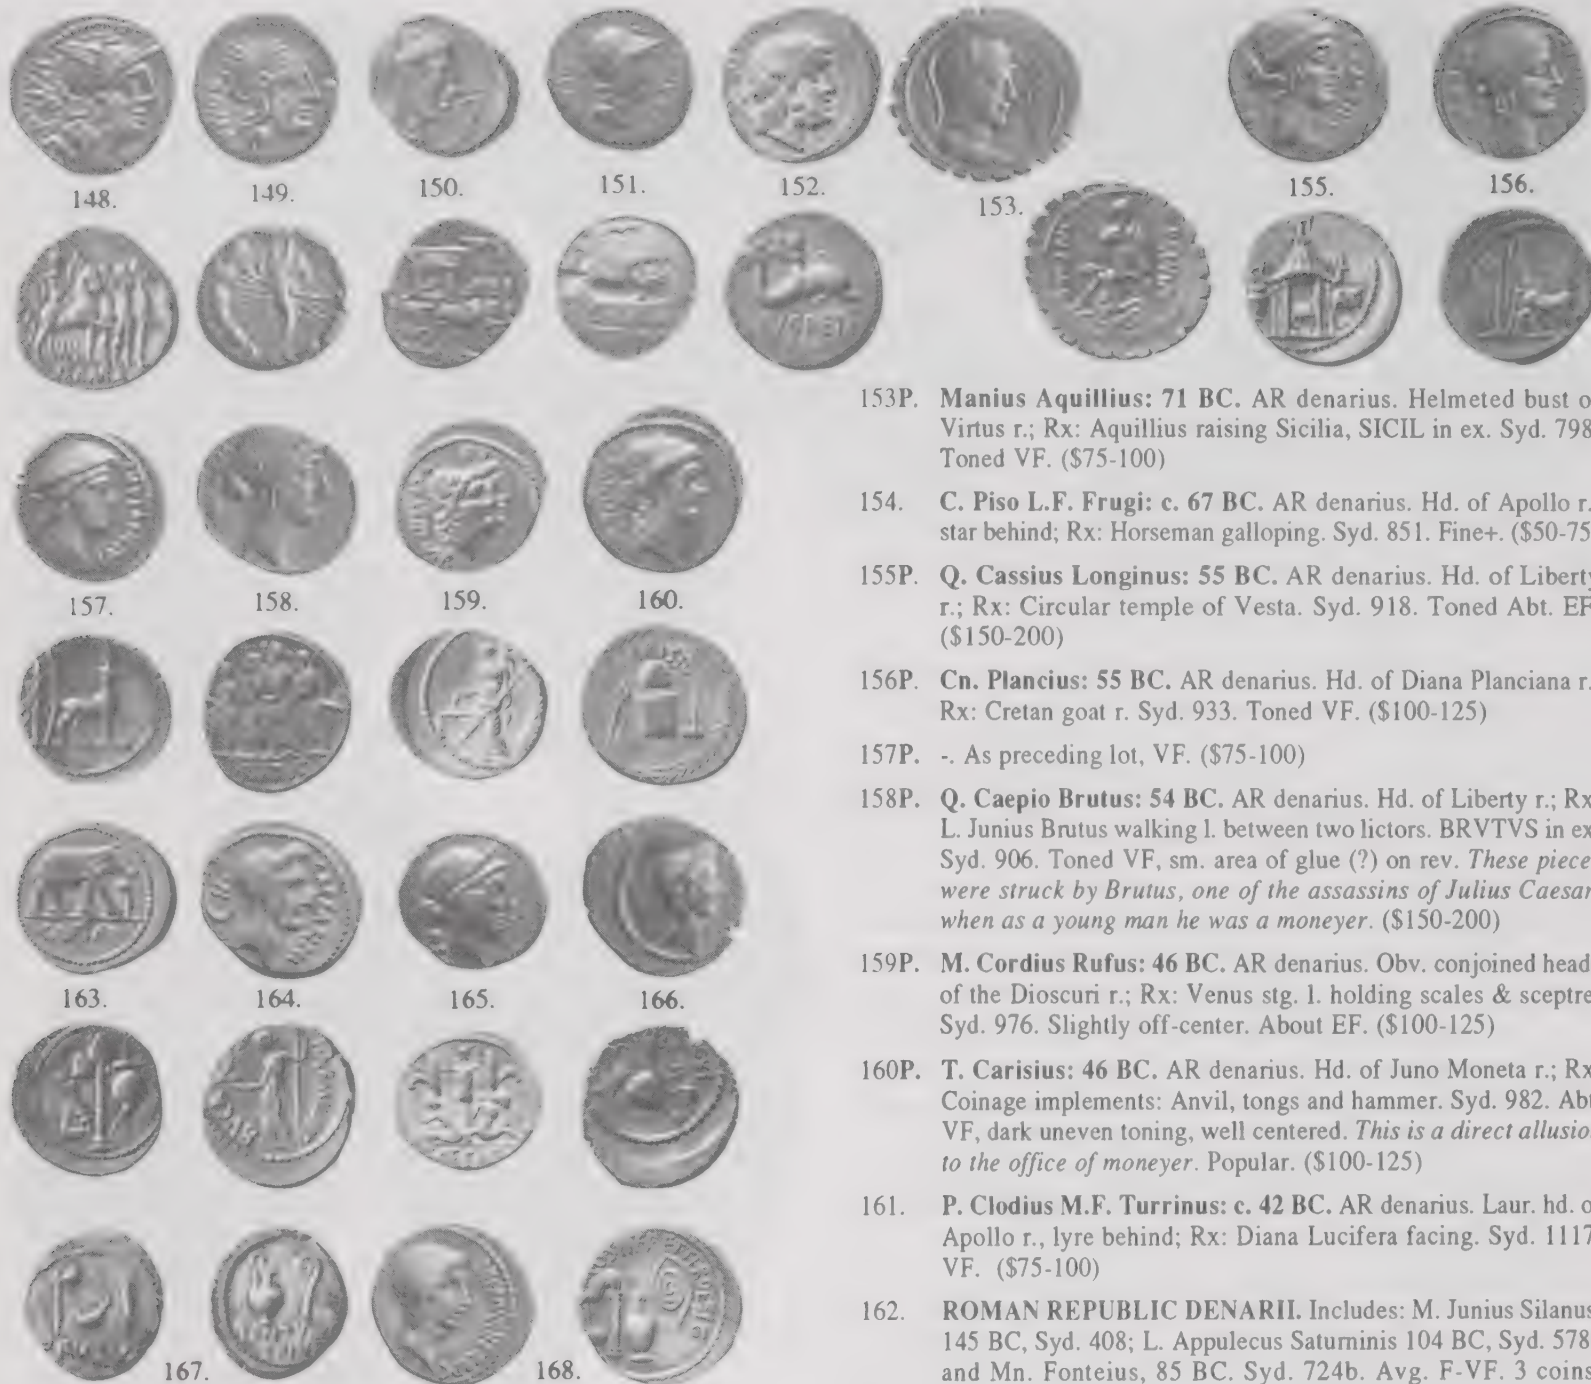 148.
149.
150.
151.
152.
153.
155.
156.
153P. Manius Aquillius: 71 BC. AR denarius. Helmeted bust o
Virtus r.; Rx: Aquillius raising Sicilia, SICIL in ex. Syd. 798
Toned VF. ($75-100)
154. C. Piso L.F. Frugi: c. 67 BC. AR denarius. Hd. of Apollo r.
star behind; Rx: Horseman galloping. Syd. 851. Fine+. ($50-75
155P. Q. Cassius Longinus: 55 BC. AR denarius. Hd. of Liberty
r.; Rx: Circular temple of Vesta. Syd. 918. Toned Abt. EF
($150-200)
156P. Cn. Plancius: 55 BC. AR denarius. Hd. of Diana Planciana r.
Rx: Cretan goat r. Syd. 933. Toned VF. ($100-125)
157P. -. As preceding lot, VF. ($75-100)
158P. Q. Caepio Brutus: 54 BC. AR denarius. Hd. of Liberty r.; Rx
L. Junius Brutus walking l. between two lictors. BRVTVS in ex
Syd. 906. Toned VF, sm. area of glue (?) on rev. These piece
were struck by Brutus, one of the assassins of Julius Caesar
when as a young man he was a moneyer. ($150-200)
159P. M. Cordius Rufus: 46 BC. AR denarius. Obv. conjoined head
of the Dioscuri r.; Rx: Venus stg. l. holding scales & sceptre
Syd. 976. Slightly off-center. About EF. ($100-125)
160P. T. Carisius: 46 BC. AR denarius. Hd. of Juno Moneta r.; Rx
Coinage implements: Anvil, tongs and hammer. Syd. 982. Abt
VF, dark uneven toning, well centered. This is a direct allusio
to the office of moneyer. Popular. ($100-125)
161. P. Clodius M.F. Turrinus: c. 42 BC. AR denarius. Laur. hd. o
Apollo r., lyre behind; Rx: Diana Lucifera facing. Syd. 1117
VF. ($75-100)
162. ROMAN REPUBLIC DENARII. Includes: M. Junius Silanus
145 BC, Syd. 408; L. Appulecus Saturninis 104 BC, Syd. 578
and Mn. Fonteius, 85 BC. Syd. 724b. Avg. F-VF. 3 coins
157.
158.
159.
160.
163.
164.
165.
166.
167.
168.